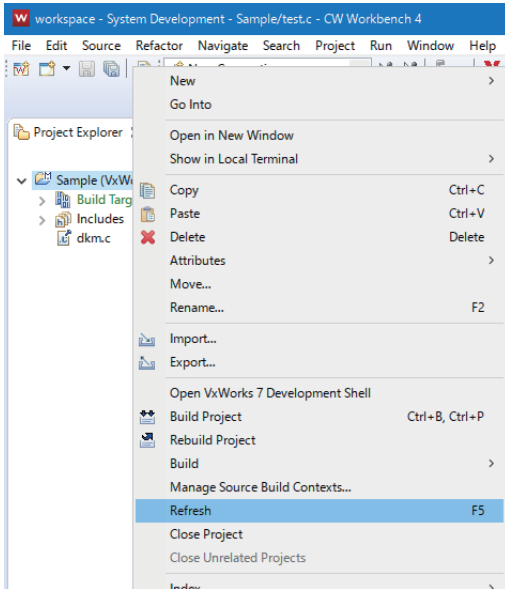 workspace - System Development - Sample/test.c - CW Workbench 4
File Edit Source Refactor Navigate Search Project Run Window Help
Project Explorer
Sample (VxW
Build Targ
Includes
dkm.c
New
Go Into
Open in New Window
Show in Local Terminal
Copy Ctrl+C
Paste Ctrl+V
Delete Delete
Attributes
Move...
Rename... F2
Import...
Export...
Open VxWorks 7 Development Shell
Build Project Ctrl+B, Ctrl+P
Rebuild Project
Build
Manage Source Build Contexts...
Refresh F5
Close Project
Close Unrelated Projects
Index